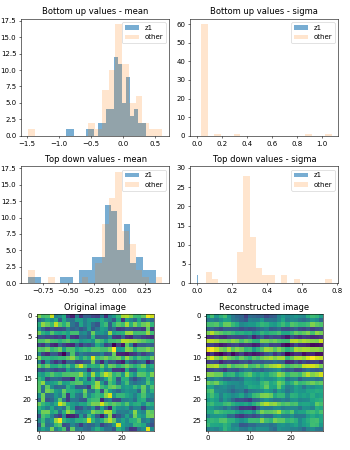 Bottom up values - mean
Bottom up values - sigma
17.5
15.0
12.5
10.0
7.5
5.0
2.5
0.0
z1
other
−1.5 −1.0 −0.5 0.0 0.5
60
50
40
30
20
10
0
z1
other
0.0 0.2 0.4 0.6 0.8 1.0
Top down values - mean
Top down values - sigma
17.5
15.0
12.5
10.0
7.5
5.0
2.5
0.0
z1
other
−0.75 −0.50 −0.25 0.00 0.25
30
25
20
15
10
5
0
z1
other
0.0 0.2 0.4 0.6 0.8
Original image
Reconstructed image
0
5
10
15
20
25
0 20
0
5
10
15
20
25
0 20